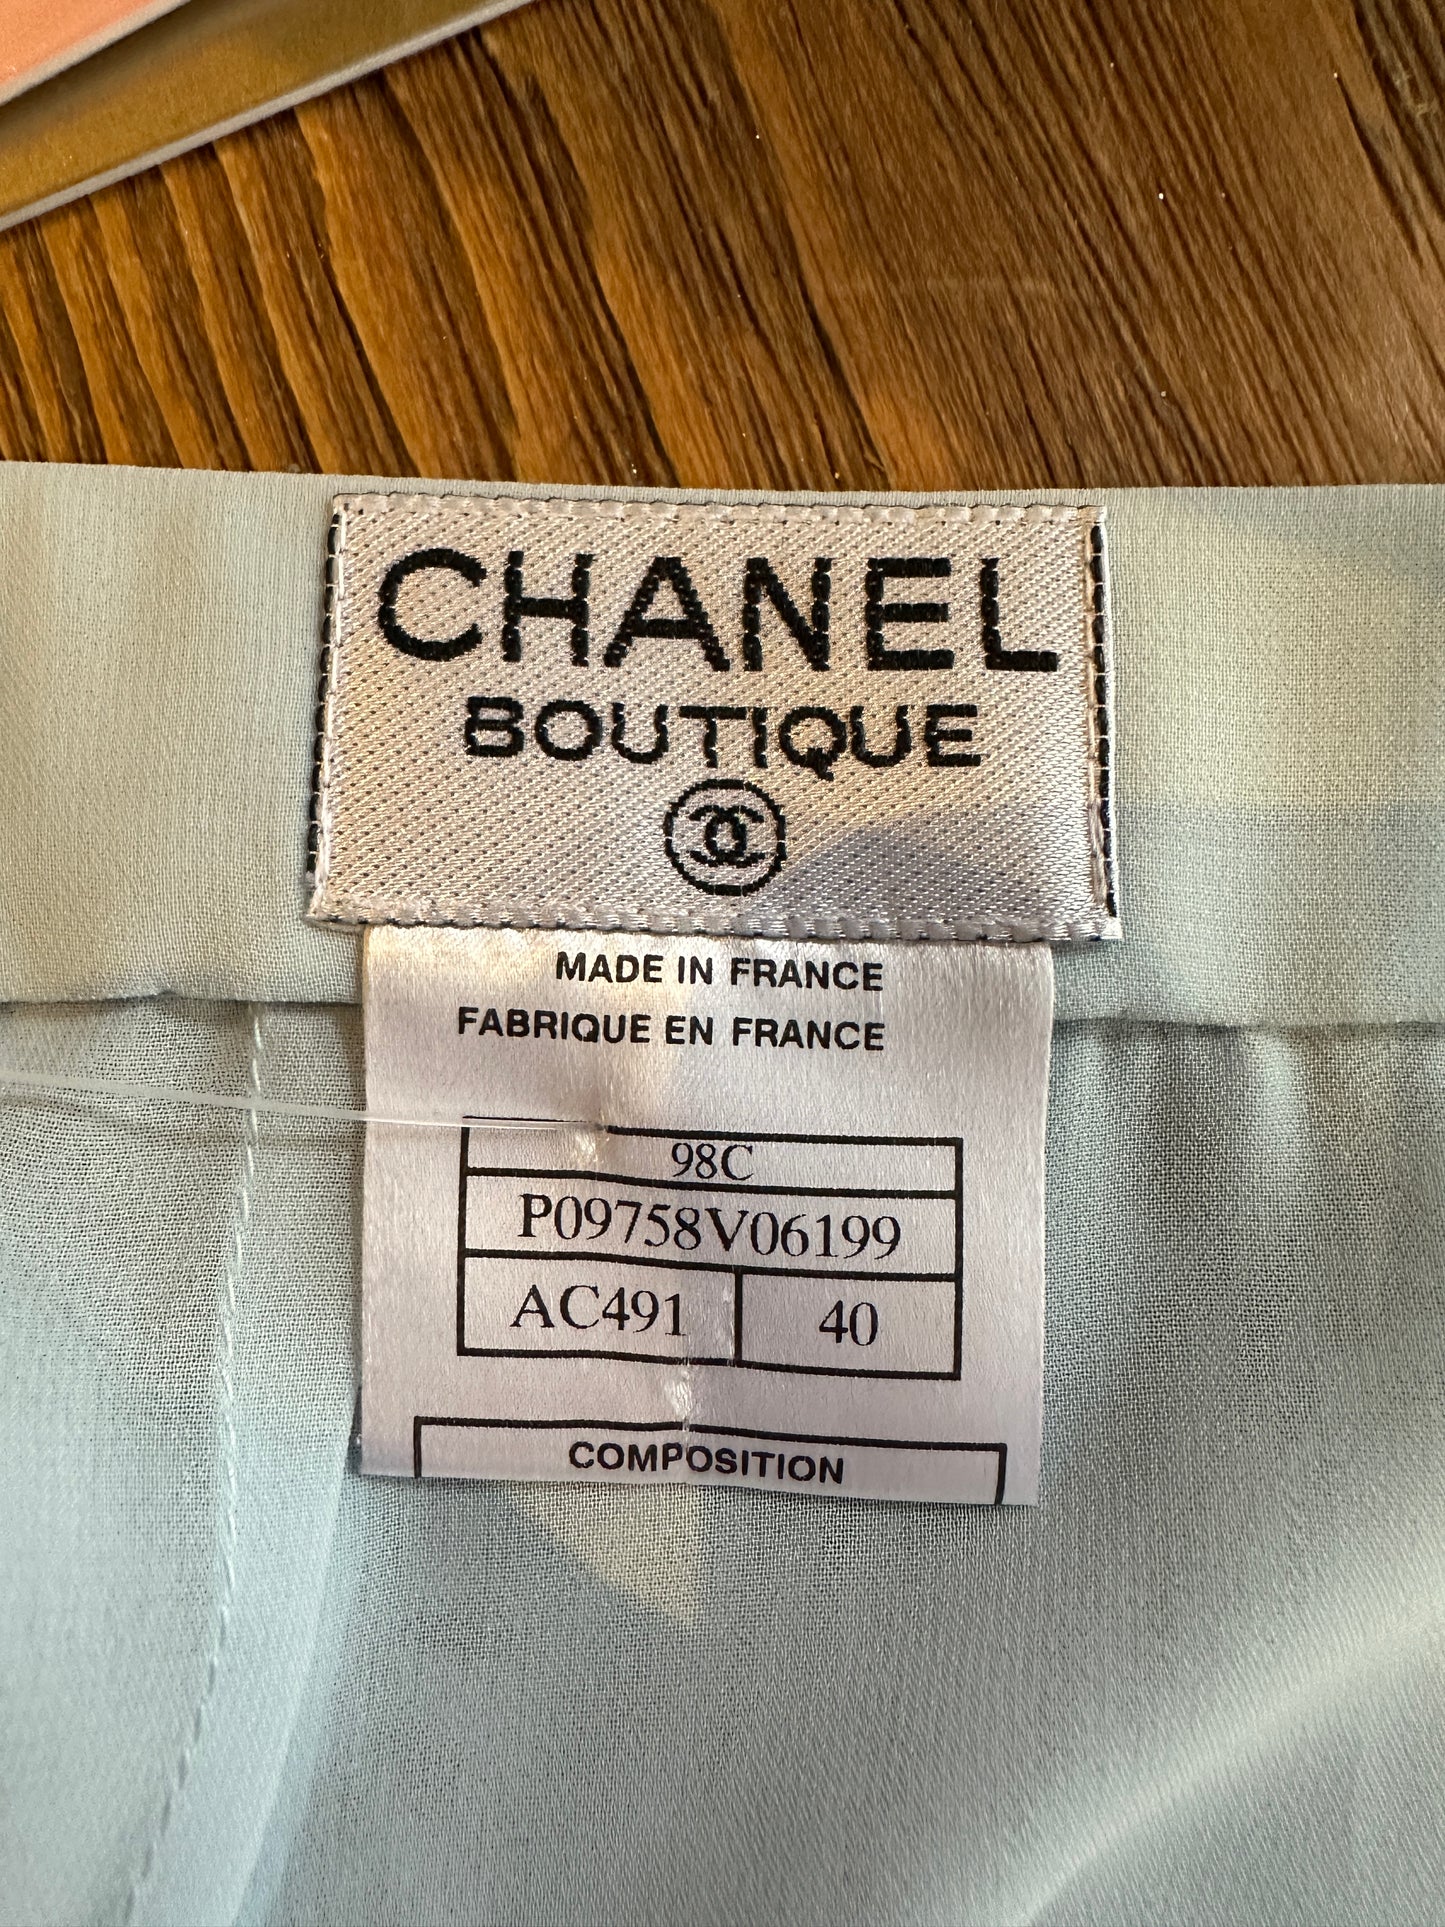 CHANEL
BOUTIQUE
MADE IN FRANCE
FABRIQUE EN FRANCE
98C
P09758V06199
AC491 40
COMPOSITION